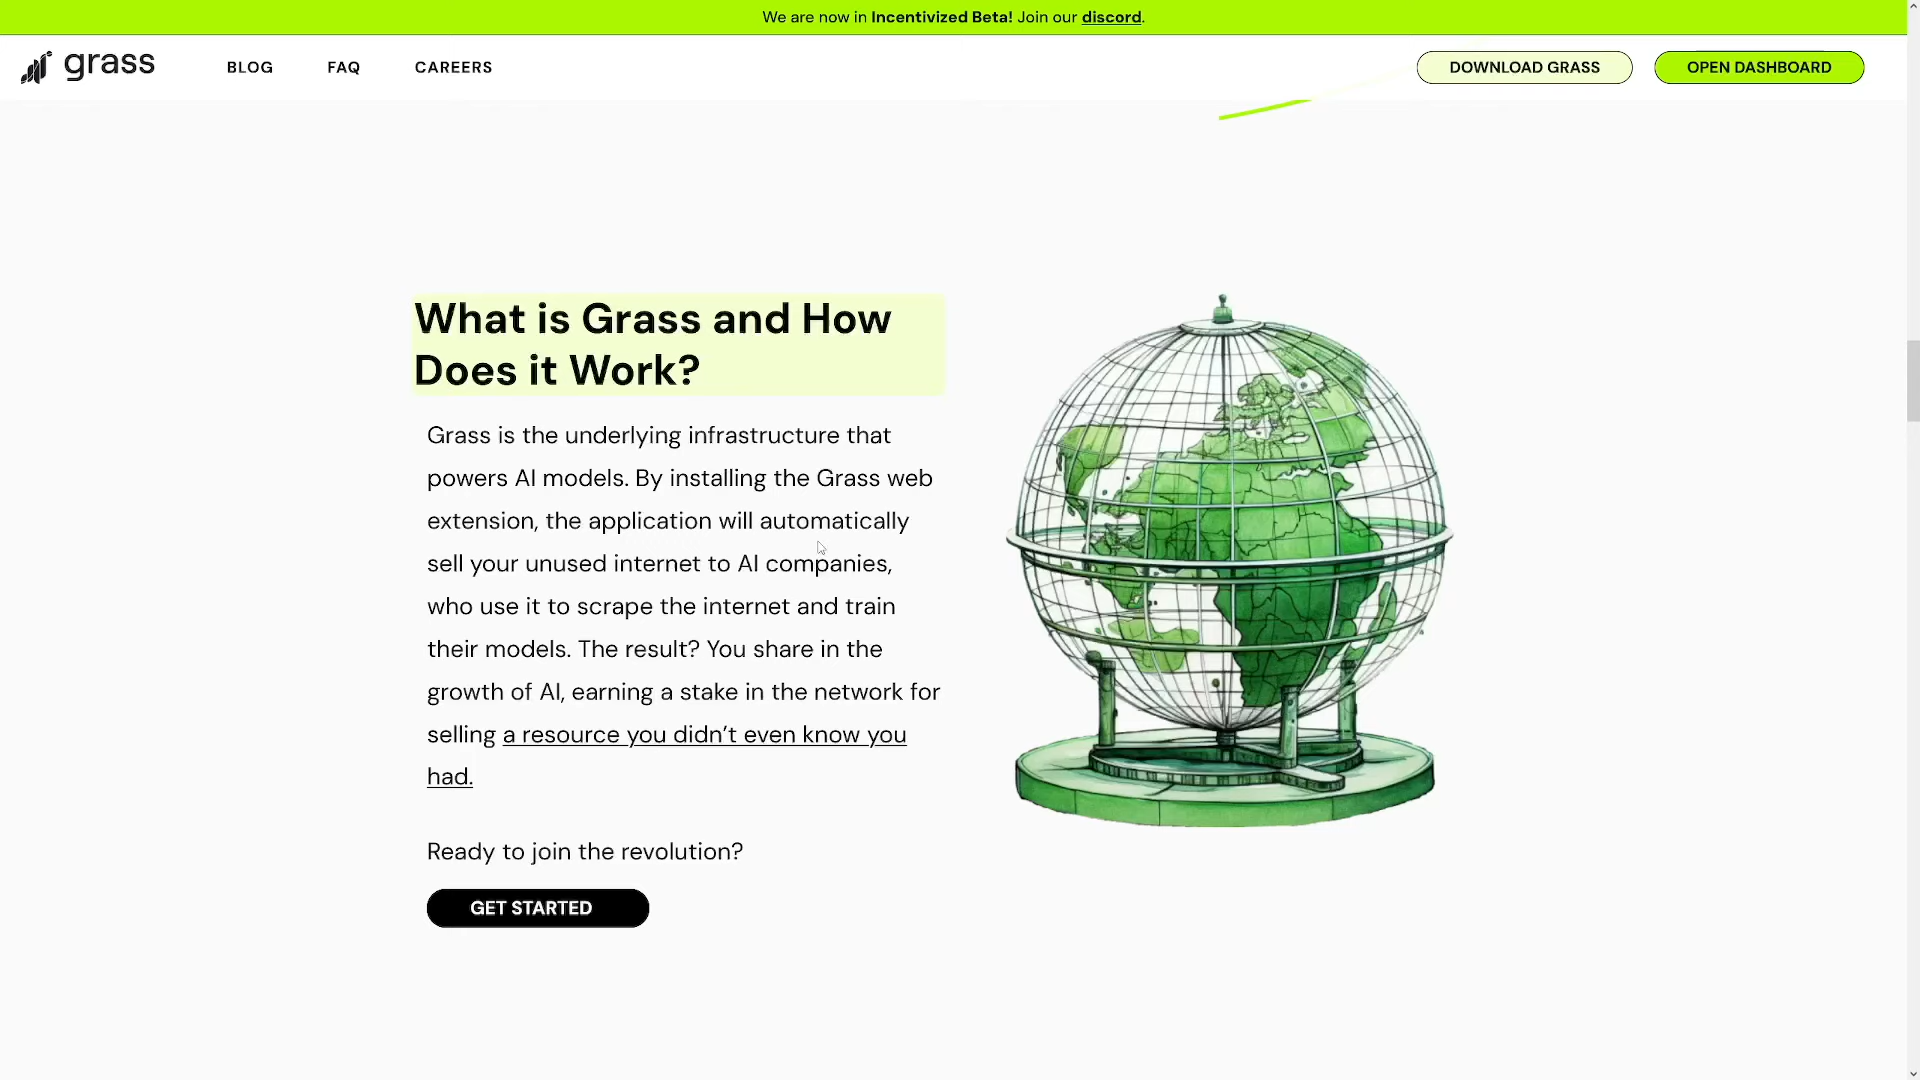 We are now in Incentivized Beta! Join our discord.
grass
BLOG
FAQ
CAREERS
DOWNLOAD GRASS
OPEN DASHBOARD
What is Grass and How
Does it Work?
Grass is the underlying infrastructure that
powers AI models. By installing the Grass web
extension, the application will automatically
sell your unused internet to AI companies,
who use it to scrape the internet and train
their models. The result? You share in the
growth of AI, earning a stake in the network for
selling a resource you didn’t even know you
had.
Ready to join the revolution?
GET STARTED